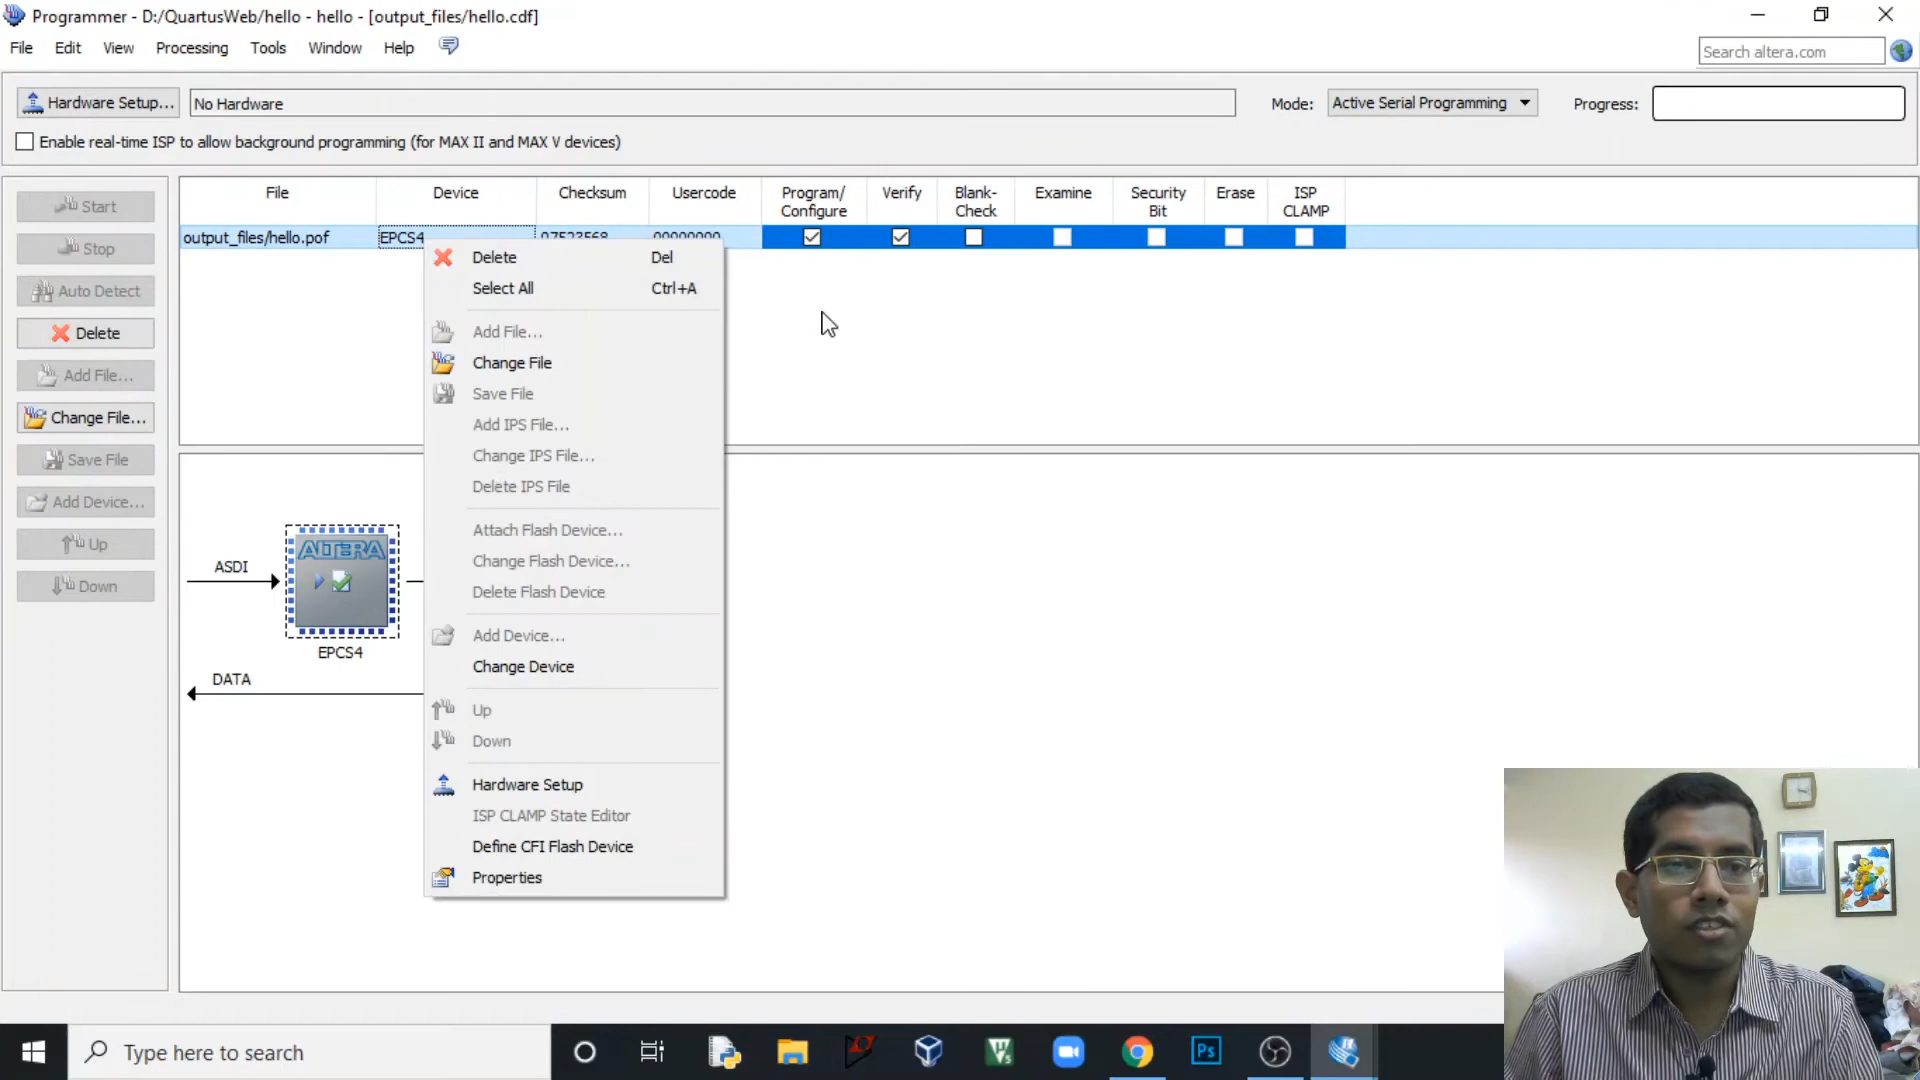 Programmer - D:/QuartusWeb/hello - hello - [output_files/hello.cdf]
File Edit View Processing Tools Window Help
Search altera.com
Hardware Setup... No Hardware Mode: Active Serial Programming Progress:
Enable real-time ISP to allow background programming (for MAX II and MAX V devices)
Start
Stop
Auto Detect
Delete
Add File...
Change File...
Save File
Add Device...
Up
Down
File Device Checksum Usercode Program/ Configure Verify Blank- Check Examine Security Bit Erase ISP CLAMP
output_files/hello.pof EPCS4 07523568 00000000
Delete Del
Select All Ctrl+A
Add File...
Change File
Save File
Add IPS File...
Change IPS File...
Delete IPS File
Attach Flash Device...
Change Flash Device...
Delete Flash Device
Add Device...
Change Device
Up
Down
Hardware Setup
ISP CLAMP State Editor
Define CFI Flash Device
Properties
ASDI
ALTERA
EPCS4
DATA
Type here to search
Ps